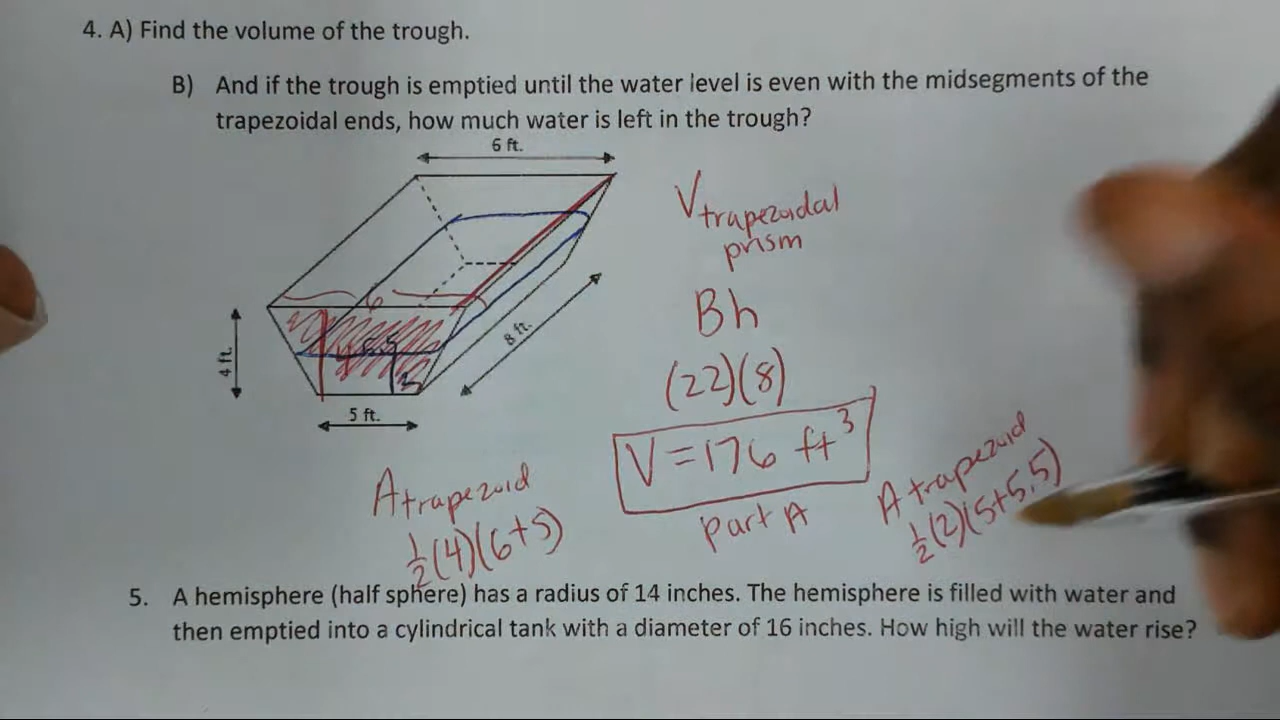 4. A) Find the volume of the trough.
B) And if the trough is emptied until the water level is even with the midsegments of the
trapezoidal ends, how much water is left in the trough?
6 ft.
V trapezoidal
prism
6
Bh
4 ft.
4
5.5
2
8 ft.
(22)(8)
5 ft.
V = 176 ft³
part A
A trapezoid
½(4)(6+5)
A trapezoid
½(2)(5+5.5)
5. A hemisphere (half sphere) has a radius of 14 inches. The hemisphere is filled with water and
then emptied into a cylindrical tank with a diameter of 16 inches. How high will the water rise?